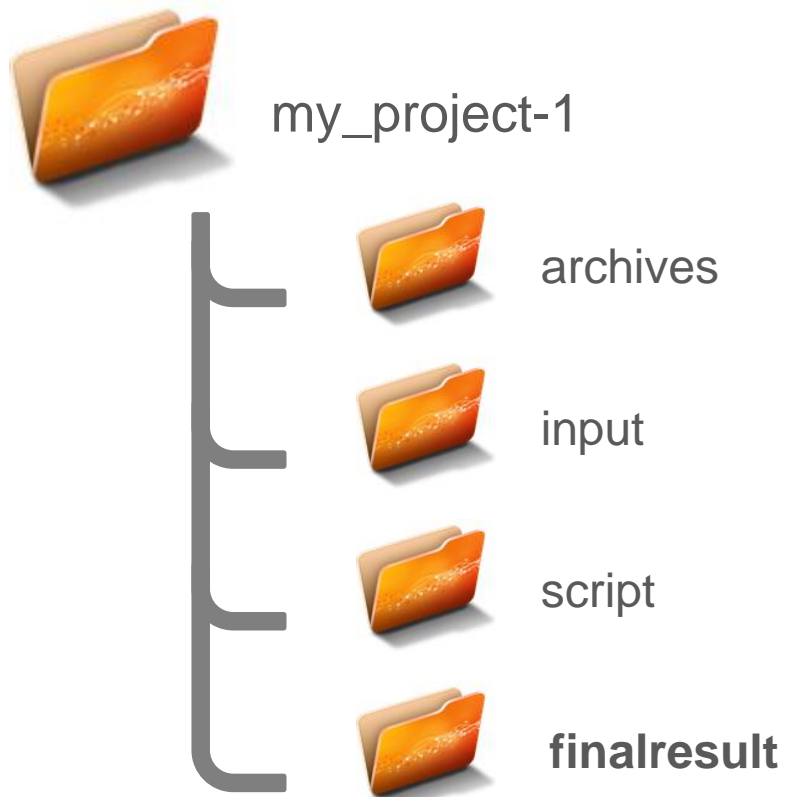 my_project-1
archives
input
script
finalresult